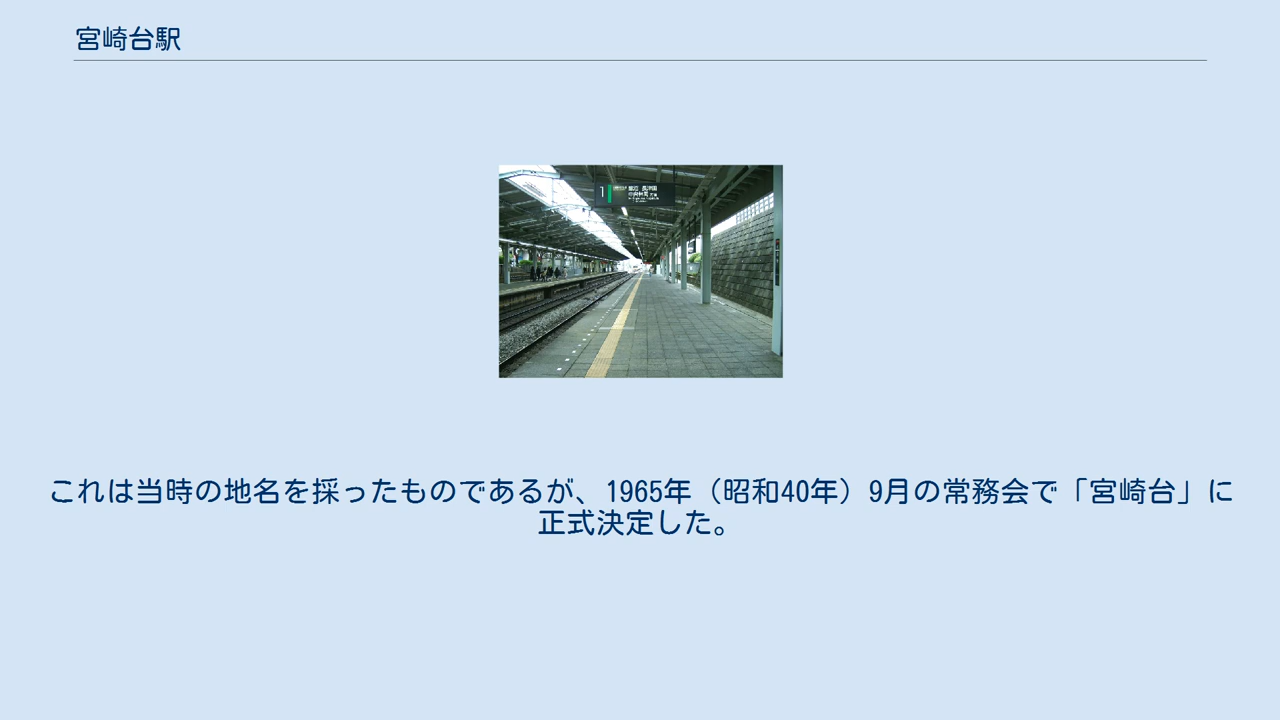 宮崎台駅
1
これは当時の地名を採ったものであるが、1965年（昭和40年）9月の常務会で「宮崎台」に
正式決定した。